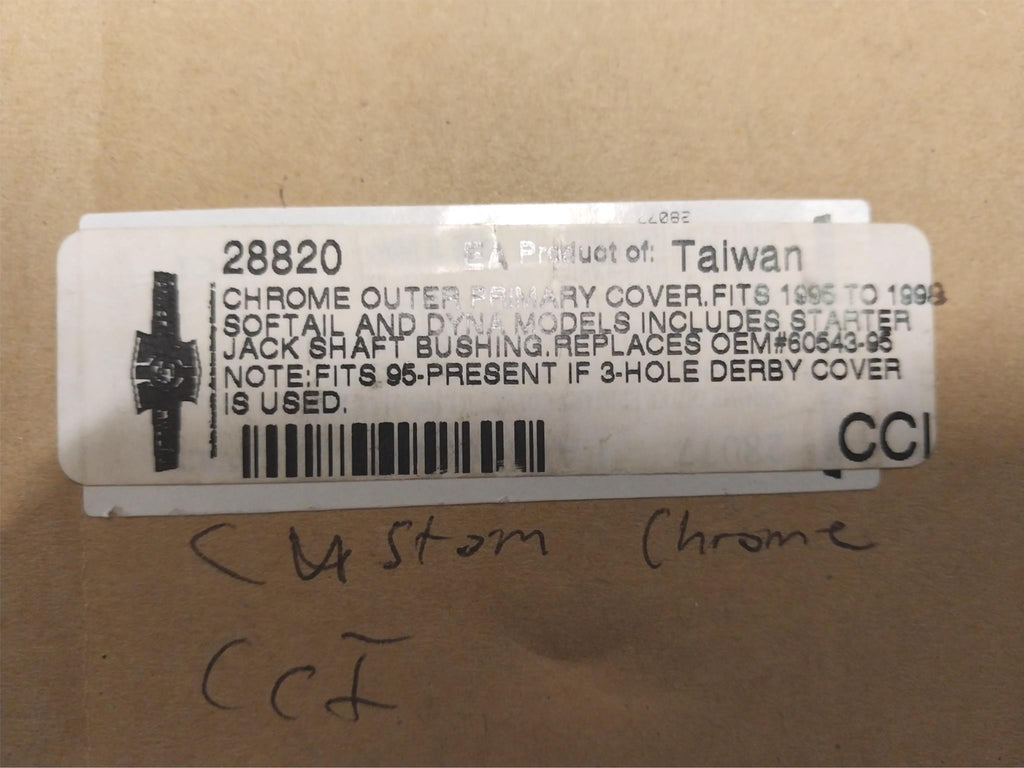 28077
28820 EA Product of: Taiwan
CHROME OUTER PRIMARY COVER.FITS 1995 TO 1998
SOFTAIL AND DYNA MODELS INCLUDES STARTER
JACK SHAFT BUSHING.REPLACES OEM#60543-95
NOTE:FITS 95-PRESENT IF 3-HOLE DERBY COVER
IS USED.
CCI
Custom Chrome
CCI